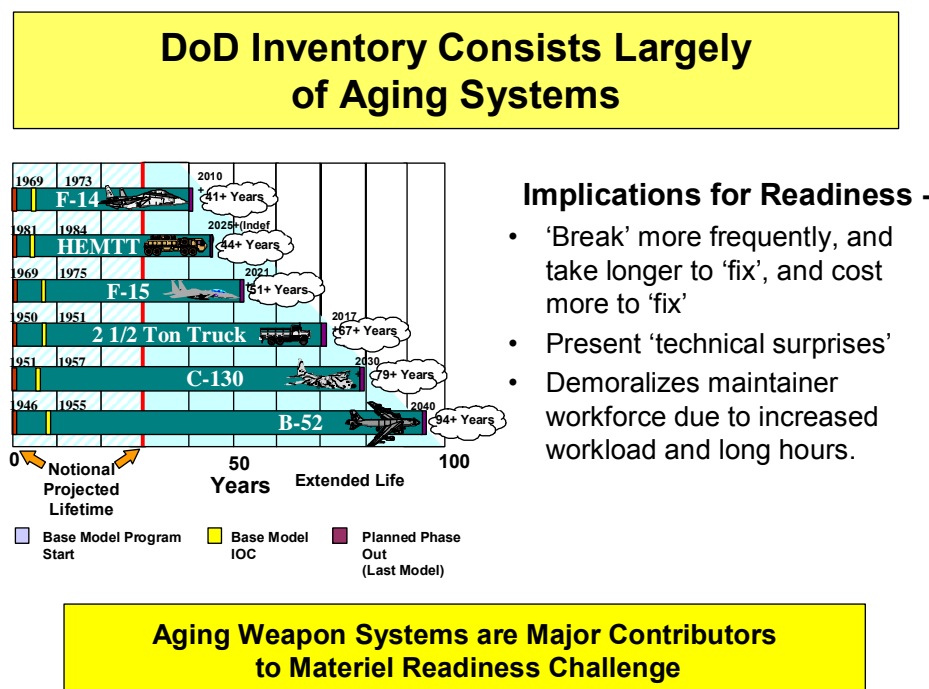 DoD Inventory Consists Largely
of Aging Systems
1969
1973
2010
+
F-14
41+ Years
1981
1984
2025+(Indef
HEMTT
44+ Years
1969
1975
2021
F-15
51+ Years
1950
1951
2017
2 1/2 Ton Truck
67+ Years
1951
1957
2030
C-130
79+ Years
1946
1955
2040
B-52
94+ Years
0
50
100
Notional
Projected
Lifetime
Years
Extended Life
Base Model Program
Start
Base Model
IOC
Planned Phase
Out
(Last Model)
Implications for Readiness -
• ‘Break’ more frequently, and
take longer to ‘fix’, and cost
more to ‘fix’
• Present ‘technical surprises’
• Demoralizes maintainer
workforce due to increased
workload and long hours.
Aging Weapon Systems are Major Contributors
to Materiel Readiness Challenge